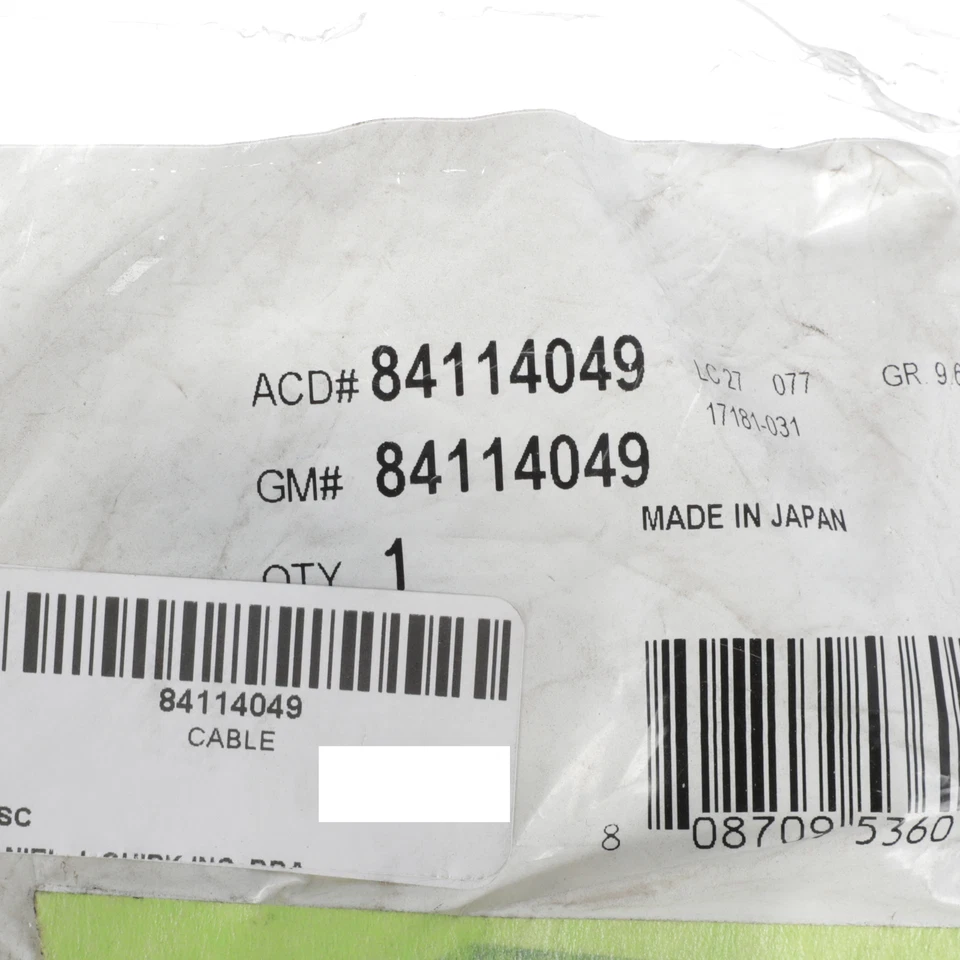 ACD# 84114049
LC 27 077
GR. 9.6
17181-031
GM# 84114049
MADE IN JAPAN
QTY 1
84114049
CABLE
SC
8 08709 5360